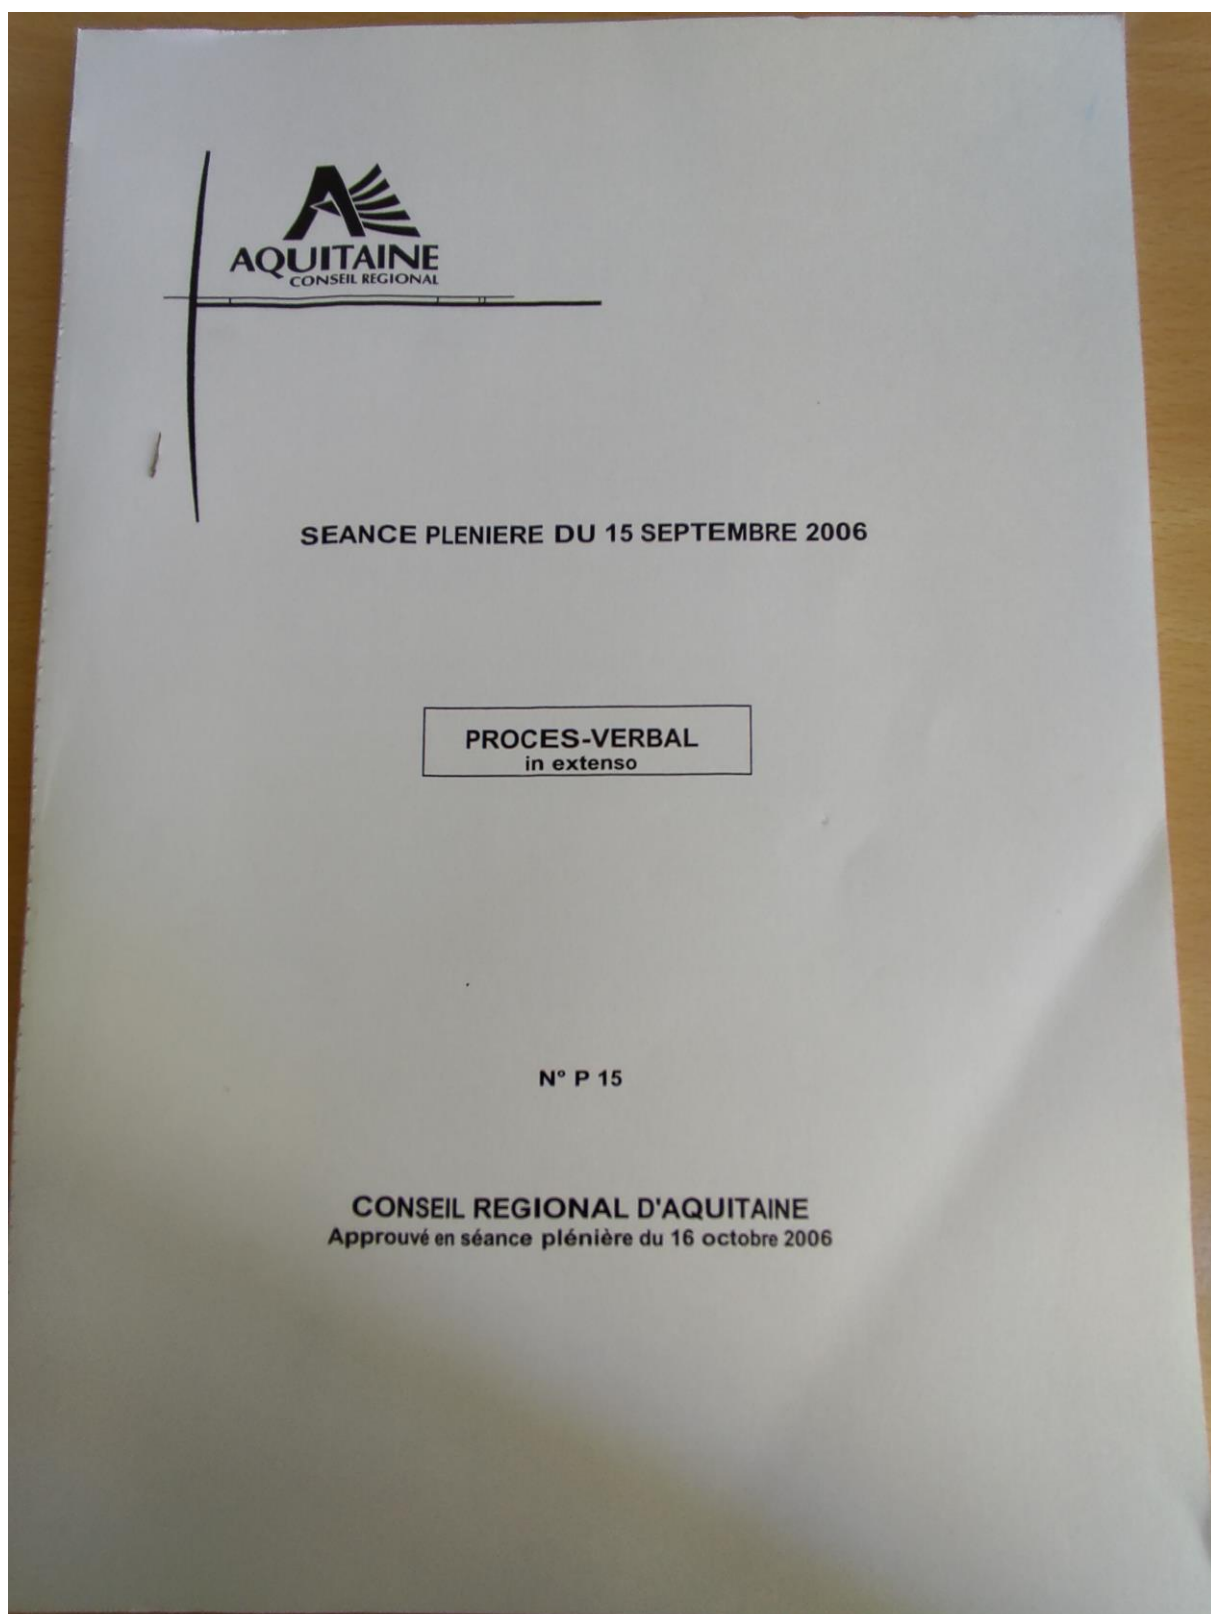 AQUITAINE
CONSEIL REGIONAL
SEANCE PLENIERE DU 15 SEPTEMBRE 2006
PROCES-VERBAL
in extenso
N° P 15
CONSEIL REGIONAL D'AQUITAINE
Approuvé en séance plénière du 16 octobre 2006